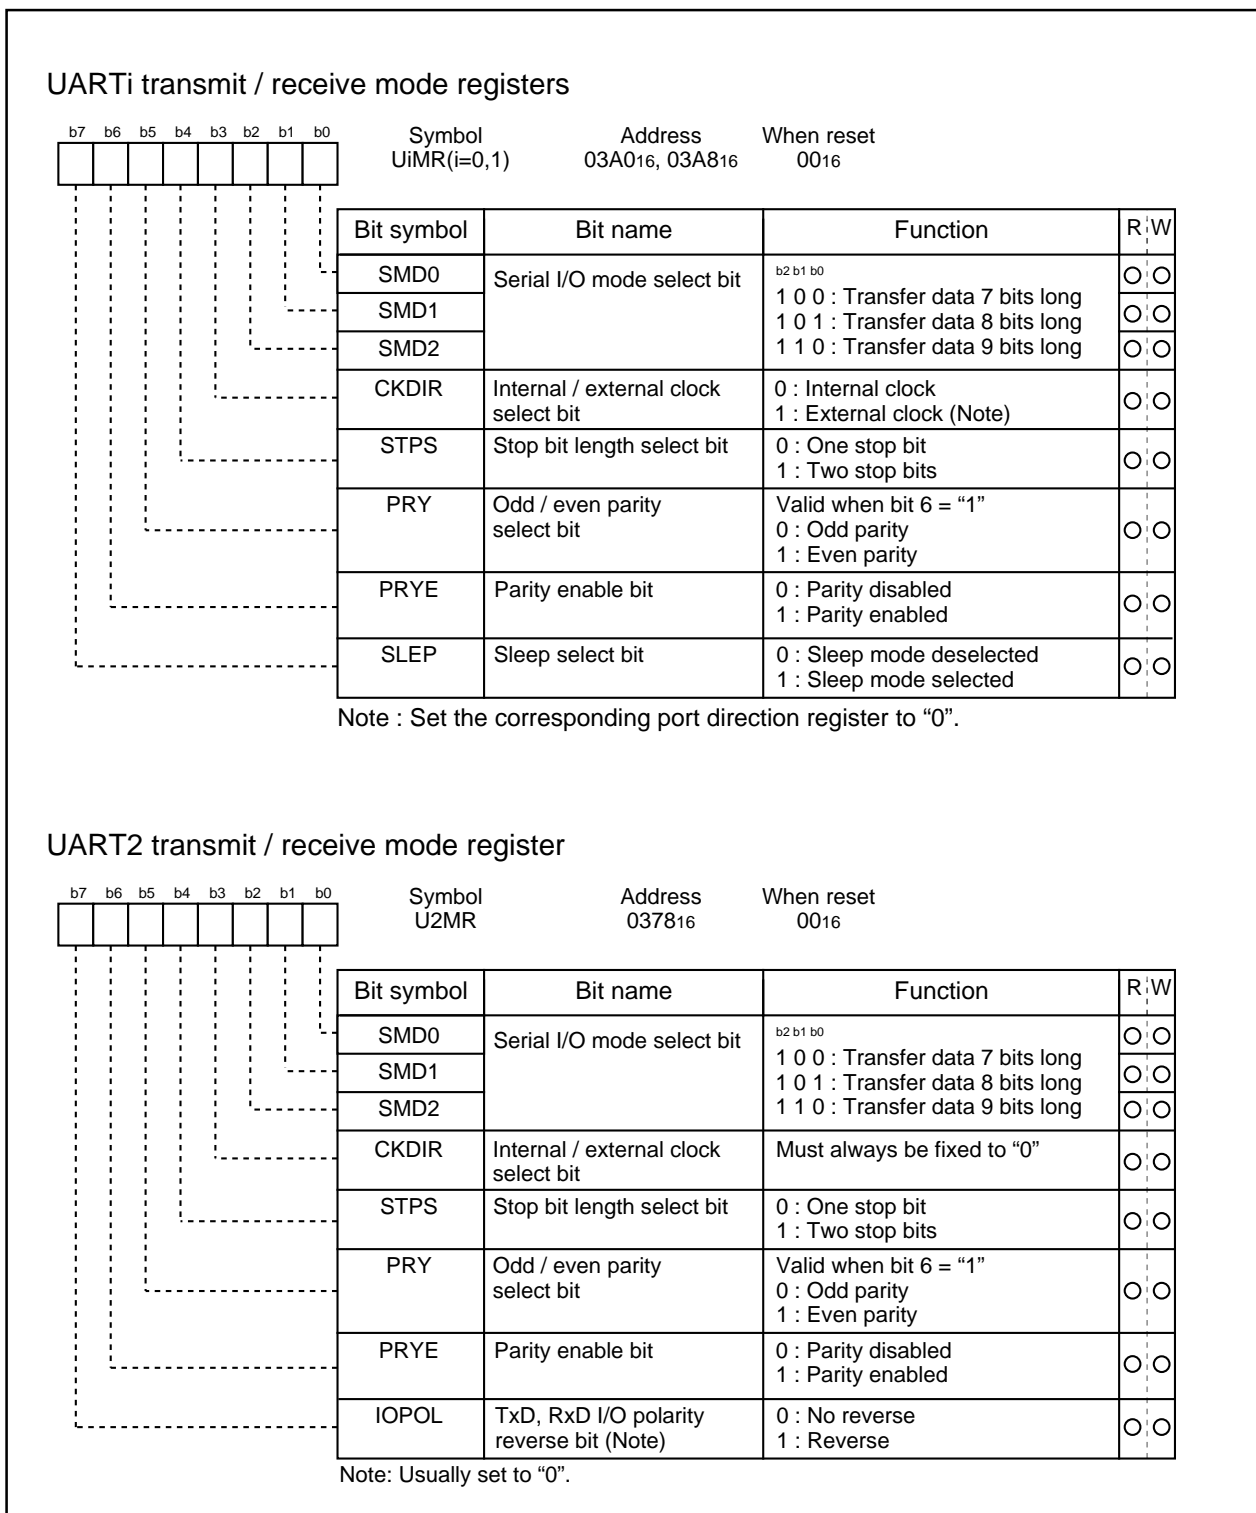 UARTi transmit / receive mode registers
b7 b6 b5 b4 b3 b2 b1 b0
Symbol Address When reset
UiMR(i=0,1) 03A016, 03A816 0016
Bit symbol Bit name Function R W
SMD0 Serial I/O mode select bit b2 b1 b0
1 0 0 : Transfer data 7 bits long
SMD1
1 0 1 : Transfer data 8 bits long
SMD2 1 1 0 : Transfer data 9 bits long
CKDIR Internal / external clock 0 : Internal clock
select bit 1 : External clock (Note)
STPS Stop bit length select bit 0 : One stop bit
1 : Two stop bits
PRY Odd / even parity Valid when bit 6 = “1”
select bit 0 : Odd parity
1 : Even parity
PRYE Parity enable bit 0 : Parity disabled
1 : Parity enabled
SLEP Sleep select bit 0 : Sleep mode deselected
1 : Sleep mode selected
Note : Set the corresponding port direction register to “0”.
UART2 transmit / receive mode register
b7 b6 b5 b4 b3 b2 b1 b0
Symbol Address When reset
U2MR 037816 0016
Bit symbol Bit name Function R W
SMD0 Serial I/O mode select bit b2 b1 b0
1 0 0 : Transfer data 7 bits long
SMD1
1 0 1 : Transfer data 8 bits long
SMD2 1 1 0 : Transfer data 9 bits long
CKDIR Internal / external clock Must always be fixed to “0”
select bit
STPS Stop bit length select bit 0 : One stop bit
1 : Two stop bits
PRY Odd / even parity Valid when bit 6 = “1”
select bit 0 : Odd parity
1 : Even parity
PRYE Parity enable bit 0 : Parity disabled
1 : Parity enabled
IOPOL TxD, RxD I/O polarity 0 : No reverse
reverse bit (Note) 1 : Reverse
Note: Usually set to “0”.